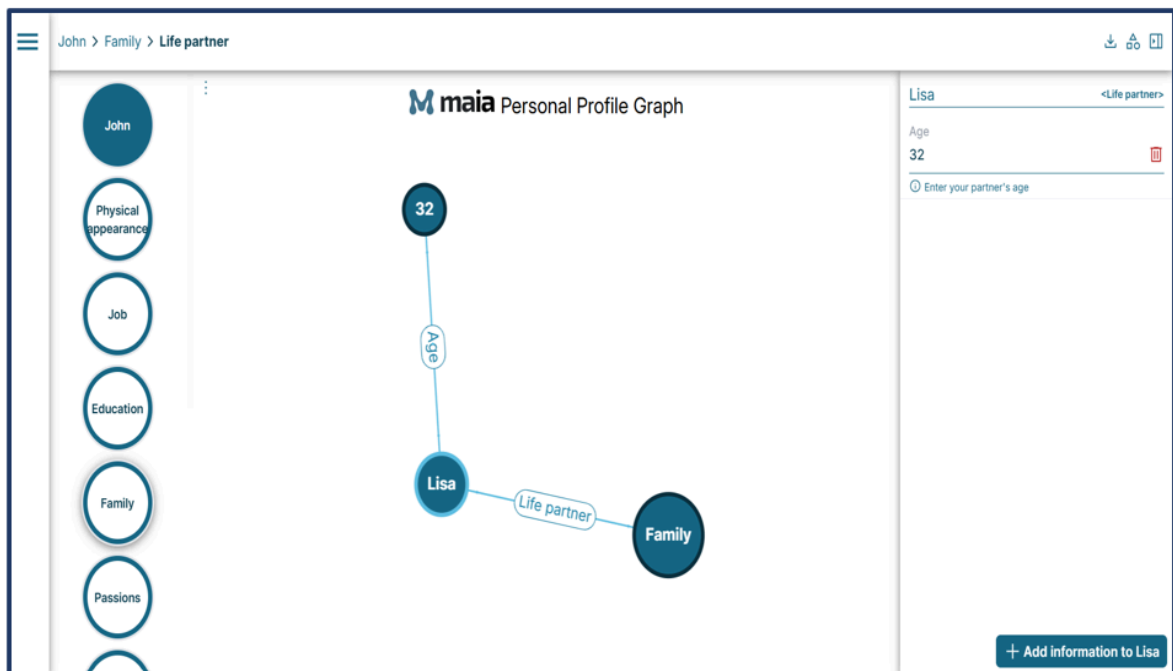 John > Family > Life partner
John
Physical
appearance
Job
Education
Family
Passions
maia Personal Profile Graph
32
Age
Lisa
Life partner
Family
Lisa <Life partner>
Age
32
Enter your partner's age
+ Add information to Lisa